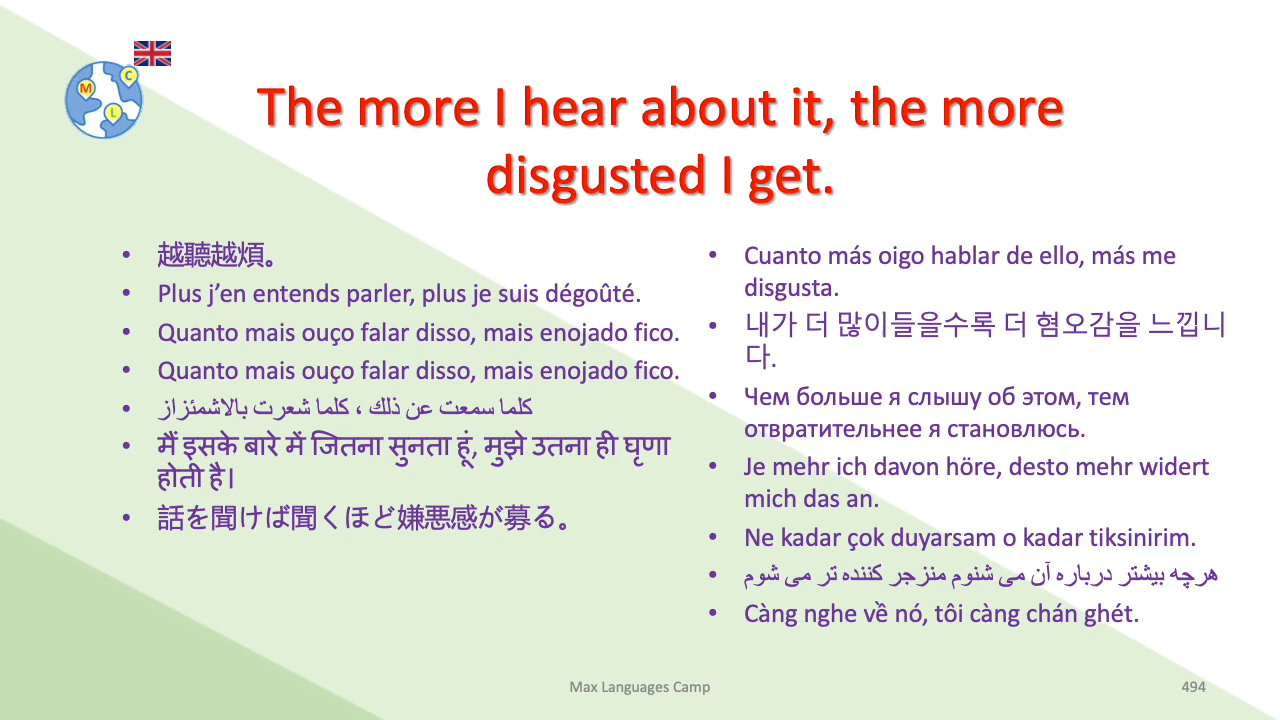 M
C
L
The more I hear about it, the more
disgusted I get.
• 越聽越煩。
• Plus j’en entends parler, plus je suis dégoûté.
• Quanto mais ouço falar disso, mais enojado fico.
• Quanto mais ouço falar disso, mais enojado fico.
• كلما سمعت عن ذلك ، كلما شعرت بالاشمئزاز
• मैं इसके बारे में जितना सुनता हूं, मुझे उतना ही घृणा
होती है।
• 話を聞けば聞くほど嫌悪感が募る。
• Cuanto más oigo hablar de ello, más me
disgusta.
• 내가 더 많이들을수록 더 혐오감을 느낍니
다.
• Чем больше я слышу об этом, тем
отвратительнее я становлюсь.
• Je mehr ich davon höre, desto mehr widert
mich das an.
• Ne kadar çok duyarsam o kadar tiksinirim.
• هرچه بیشتر درباره آن می شنوم منزجر کننده تر می شوم
• Càng nghe về nó, tôi càng chán ghét.
Max Languages Camp
494